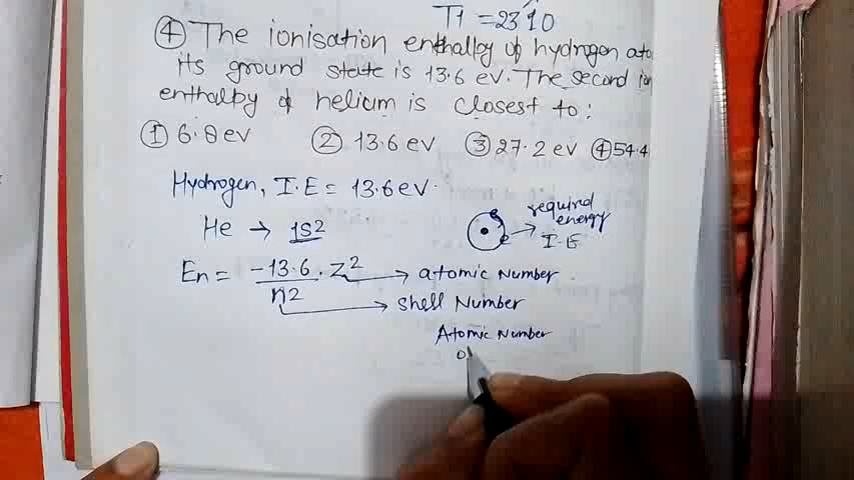 T1 = 23'10
④ The ionisation enthalpy of hydrogen ato
its ground state is 13.6 eV. The second ion
enthalpy of helium is closest to:
① 6.8 eV ② 13.6 eV ③ 27.2 eV ④ 54.4
Hydrogen, I.E = 13.6 eV.
required
energy
He → 1s2
e
e
I.E
En = -13.6 . Z2 → atomic Number
n2 → Shell Number
Atomic Number